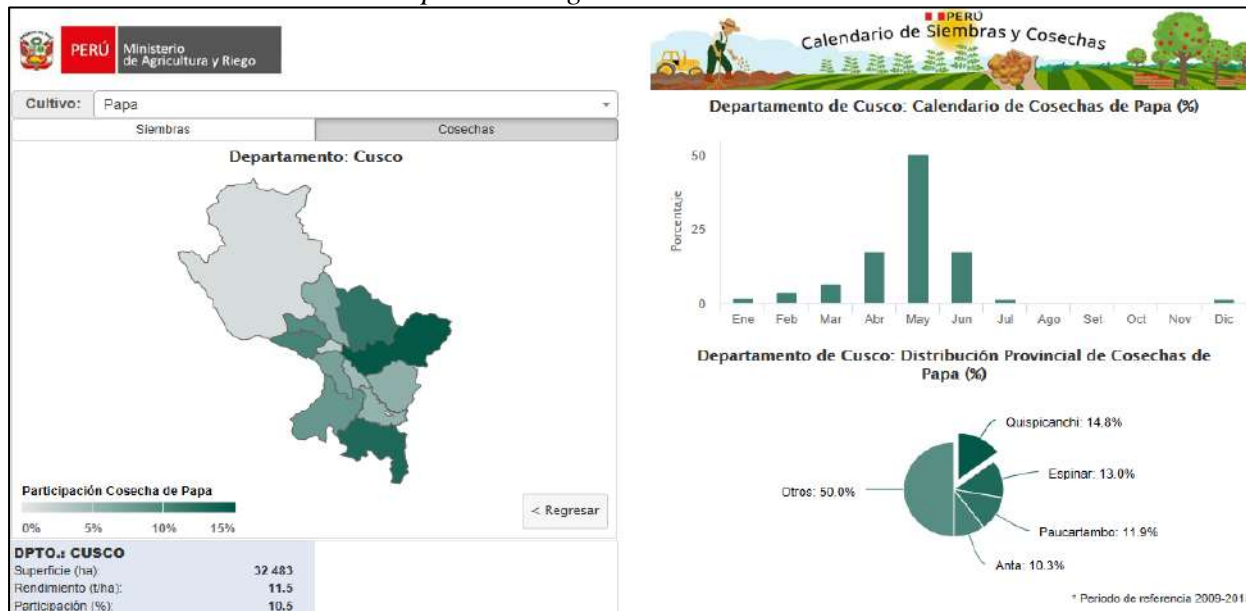 PERÚ
Ministerio
de Agricultura y Riego
Cultivo: Papa
Siembras Cosechas
Departamento: Cusco
Participación Cosecha de Papa
0% 5% 10% 15%
< Regresar
DPTO.: CUSCO
Superficie (ha): 32 483
Rendimiento (t/ha): 11.5
Participación (%): 10.5
PERÚ
Calendario de Siembras y Cosechas
Departamento de Cusco: Calendario de Cosechas de Papa (%)
Porcentaje
50
25
0
Ene Feb Mar Abr May Jun Jul Ago Set Oct Nov Dic
Departamento de Cusco: Distribución Provincial de Cosechas de
Papa (%)
Quispicanchi: 14.8%
Espinar: 13.0%
Otros: 50.0%
Paucartambo: 11.9%
Anta: 10.3%
* Periodo de referencia